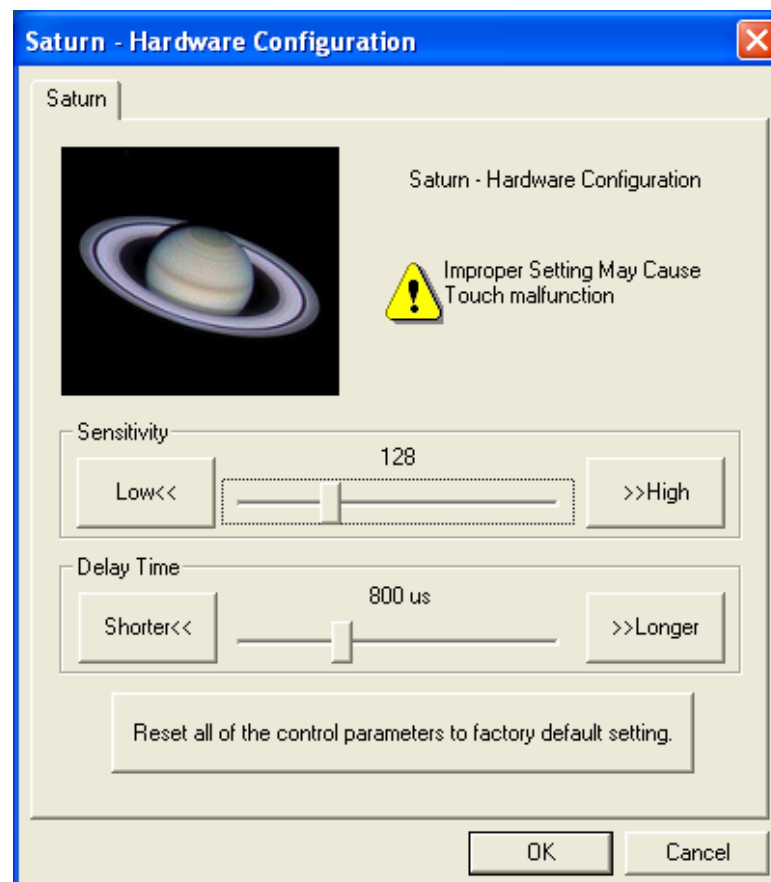 Saturn - Hardware Configuration
Saturn
Saturn - Hardware Configuration
Improper Setting May Cause
Touch malfunction
Sensitivity
128
Low<<
>>High
Delay Time
800 us
Shorter<<
>>Longer
Reset all of the control parameters to factory default setting.
OK
Cancel